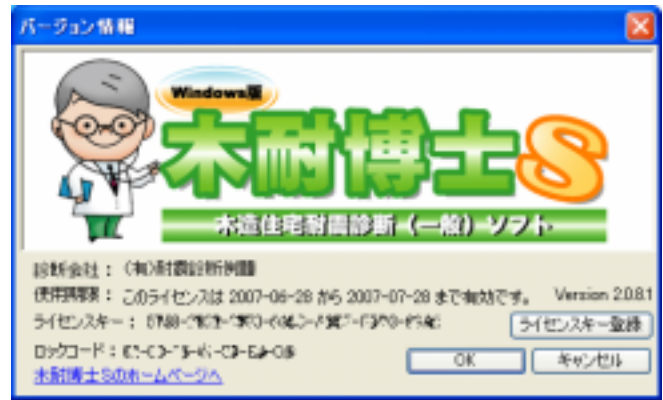 バージョン情報
Windows版
木耐博士S
木造住宅耐震診断（一般）ソフト
診断会社： (有)耐震診断
使用期限： このライセンスは 2007-06-28 から 2007-07-28 まで有効です。 Version 2.0.8.1
ライセンスキー：
ライセンスキー登録
ロックコード：
OK キャンセル
木耐博士Sのホームページへ